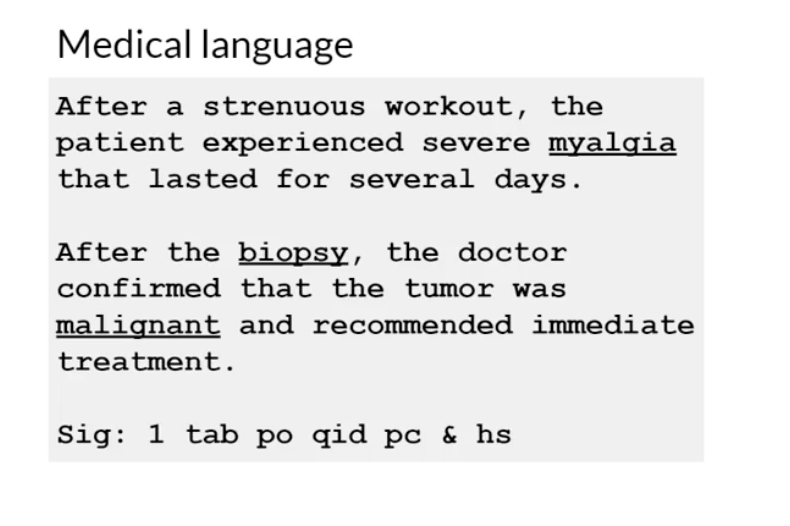 Medical language
After a strenuous workout, the
patient experienced severe myalgia
that lasted for several days.
After the biopsy, the doctor
confirmed that the tumor was
malignant and recommended immediate
treatment.
Sig: 1 tab po qid pc & hs